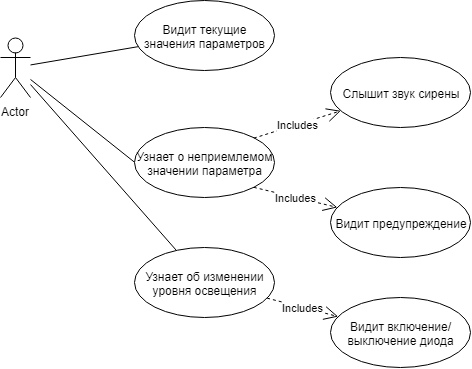 Видит текущие
значения параметров
Actor
Слышит звук сирены
Includes
Узнает о неприемлемом
значении параметра
Includes
Видит предупреждение
Узнает об изменении
уровня освещения
Includes
Видит включение/
выключение диода